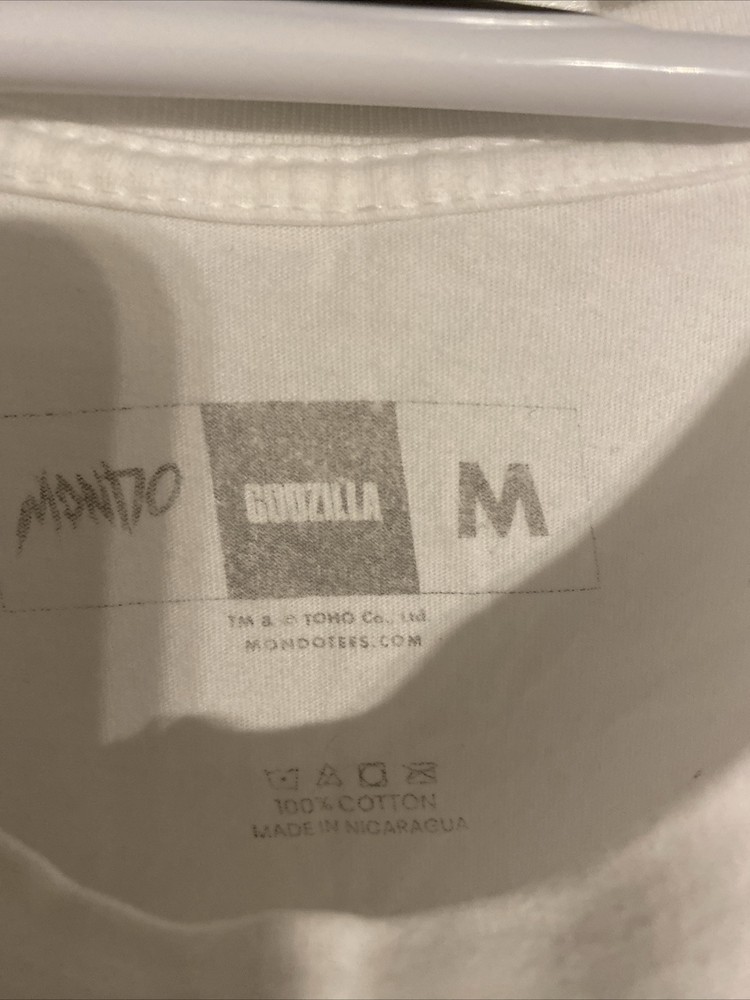 MONDO
GODZILLA
M
TM & © TOHO Co., Ltd.
MONDOTEES.COM
100% COTTON
MADE IN NICARAGUA